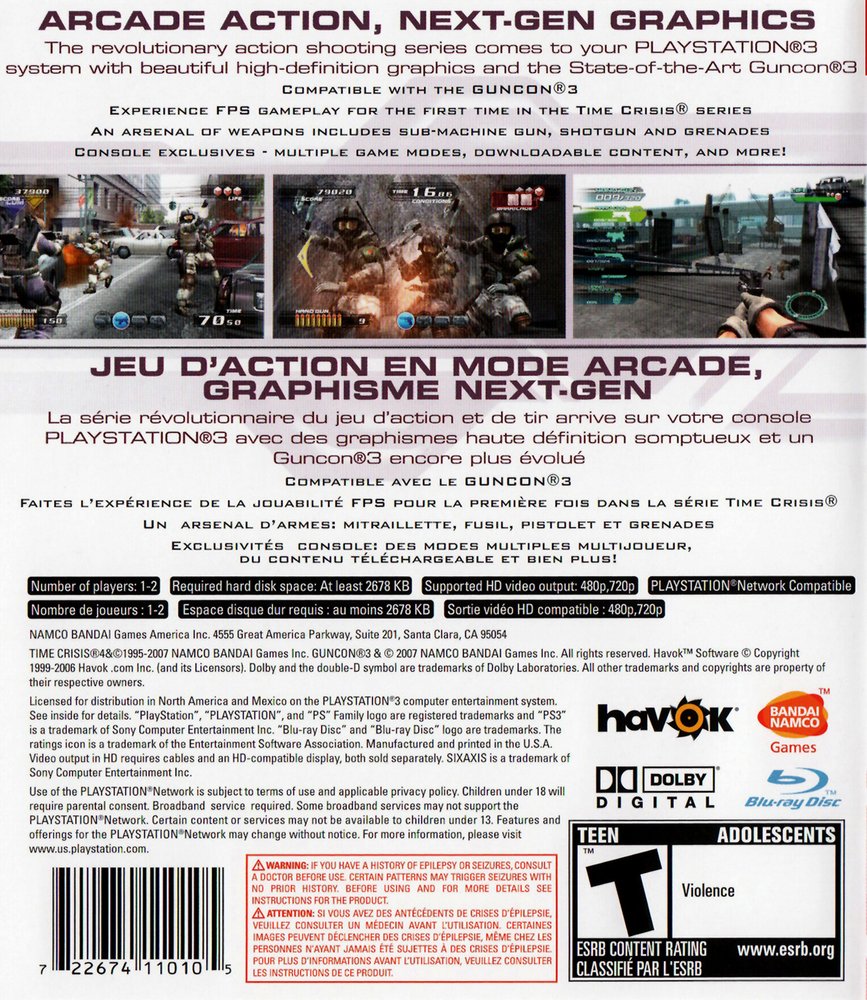 ARCADE ACTION, NEXT-GEN GRAPHICS
The revolutionary action shooting series comes to your PLAYSTATION®3
system with beautiful high-definition graphics and the State-of-the-Art Guncon®3
COMPATIBLE WITH THE GUNCON®3
EXPERIENCE FPS GAMEPLAY FOR THE FIRST TIME IN THE TIME CRISIS® SERIES
AN ARSENAL OF WEAPONS INCLUDES SUB-MACHINE GUN, SHOTGUN AND GRENADES
CONSOLE EXCLUSIVES - MULTIPLE GAME MODES, DOWNLOADABLE CONTENT, AND MORE!
37900
LIFE
150
TIME
70 50
79020
SCORE
TIME 16 86
CONDITIONS
HAND GUN
9
009/720
JEU D'ACTION EN MODE ARCADE,
GRAPHISME NEXT-GEN
La série révolutionnaire du jeu d'action et de tir arrive sur votre console
PLAYSTATION®3 avec des graphismes haute définition somptueux et un
Guncon®3 encore plus évolué
COMPATIBLE AVEC LE GUNCON®3
FAITES L'EXPÉRIENCE DE LA JOUABILITÉ FPS POUR LA PREMIÈRE FOIS DANS LA SÉRIE TIME CRISIS®
UN ARSENAL D'ARMES: MITRAILLETTE, FUSIL, PISTOLET ET GRENADES
EXCLUSIVITÉS CONSOLE: DES MODES MULTIPLES MULTIJOUEUR,
DU CONTENU TÉLÉCHARGEABLE ET BIEN PLUS!
Number of players: 1-2 Required hard disk space: At least 2678 KB Supported HD video output: 480p,720p PLAYSTATION®Network Compatible
Nombre de joueurs : 1-2 Espace disque dur requis : au moins 2678 KB Sortie vidéo HD compatible : 480p,720p
NAMCO BANDAI Games America Inc. 4555 Great America Parkway, Suite 201, Santa Clara, CA 95054
TIME CRISIS®4&©1995-2007 NAMCO BANDAI Games Inc. GUNCON®3 & © 2007 NAMCO BANDAI Games Inc. All rights reserved. Havok™ Software © Copyright
1999-2006 Havok .com Inc. (and its Licensors). Dolby and the double-D symbol are trademarks of Dolby Laboratories. All other trademarks and copyrights are property of
their respective owners.
Licensed for distribution in North America and Mexico on the PLAYSTATION®3 computer entertainment system.
See inside for details. "PlayStation", "PLAYSTATION", and "PS" Family logo are registered trademarks and "PS3"
is a trademark of Sony Computer Entertainment Inc. "Blu-ray Disc" and "Blu-ray Disc" logo are trademarks. The
ratings icon is a trademark of the Entertainment Software Association. Manufactured and printed in the U.S.A.
Video output in HD requires cables and an HD-compatible display, both sold separately. SIXAXIS is a trademark of
Sony Computer Entertainment Inc.
Use of the PLAYSTATION®Network is subject to terms of use and applicable privacy policy. Children under 18 will
require parental consent. Broadband service required. Some broadband services may not support the
PLAYSTATION®Network. Certain content or services may not be available to children under 13. Features and
offerings for the PLAYSTATION®Network may change without notice. For more information, please visit
www.us.playstation.com.
havok
BANDAI
NAMCO
Games
TM
DOLBY
DIGITAL
Blu-ray Disc
TM
7 22674 11010 5
WARNING: IF YOU HAVE A HISTORY OF EPILEPSY OR SEIZURES, CONSULT
A DOCTOR BEFORE USE. CERTAIN PATTERNS MAY TRIGGER SEIZURES WITH
NO PRIOR HISTORY. BEFORE USING AND FOR MORE DETAILS SEE
INSTRUCTIONS FOR THE PRODUCT.
ATTENTION: SI VOUS AVEZ DES ANTÉCÉDENTS DE CRISES D'ÉPILEPSIE,
VEUILLEZ CONSULTER UN MÉDECIN AVANT L'UTILISATION. CERTAINES
IMAGES PEUVENT DÉCLENCHER DES CRISES D'ÉPILEPSIE, MÊME CHEZ LES
PERSONNES N'AYANT JAMAIS ÉTÉ SUJETTES À DES CRISES D'ÉPILEPSIE.
POUR PLUS D'INFORMATIONS AVANT L'UTILISATION, VEUILLEZ CONSULTER
LES INSTRUCTIONS DE CE PRODUIT.
TEEN ADOLESCENTS
TM
T
Violence
ESRB CONTENT RATING www.esrb.org
CLASSIFIÉ PAR L'ESRB